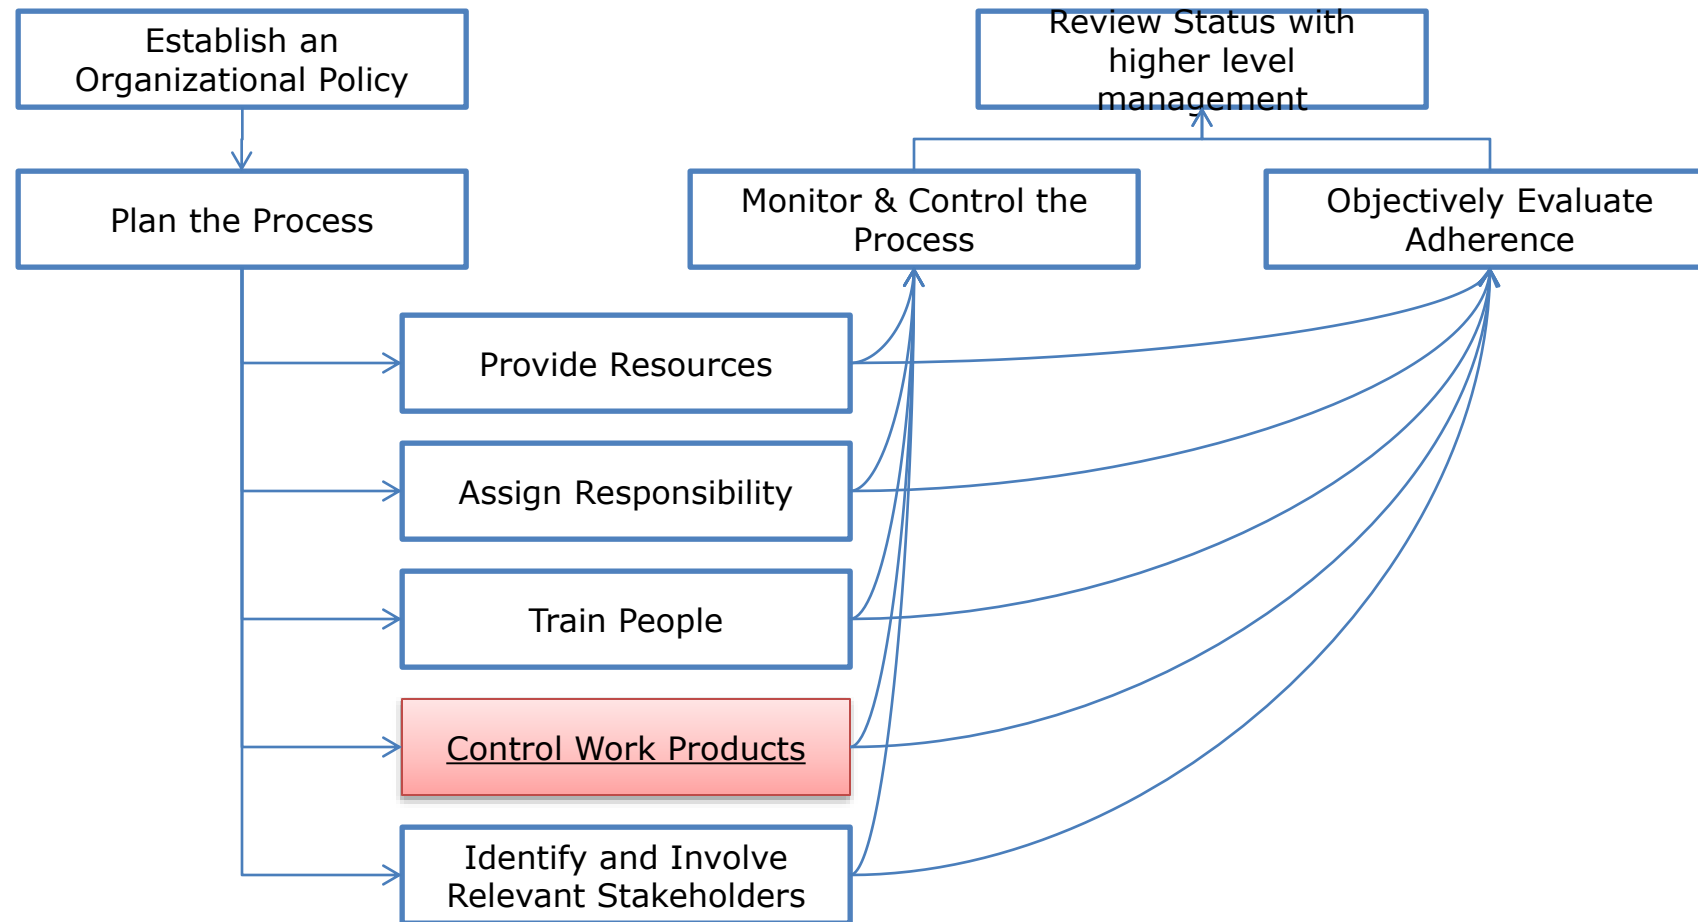 Establish an
Organizational Policy
Review Status with
higher level
management
Plan the Process
Monitor & Control the
Process
Objectively Evaluate
Adherence
Provide Resources
Assign Responsibility
Train People
Control Work Products
Identify and Involve
Relevant Stakeholders